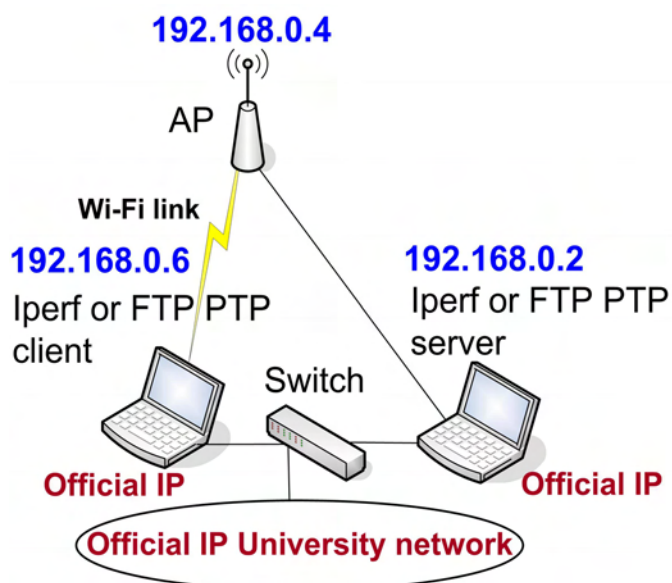 192.168.0.4
AP
Wi-Fi link
192.168.0.6
Iperf or FTP PTP
client
192.168.0.2
Iperf or FTP PTP
server
Switch
Official IP
Official IP
Official IP University network